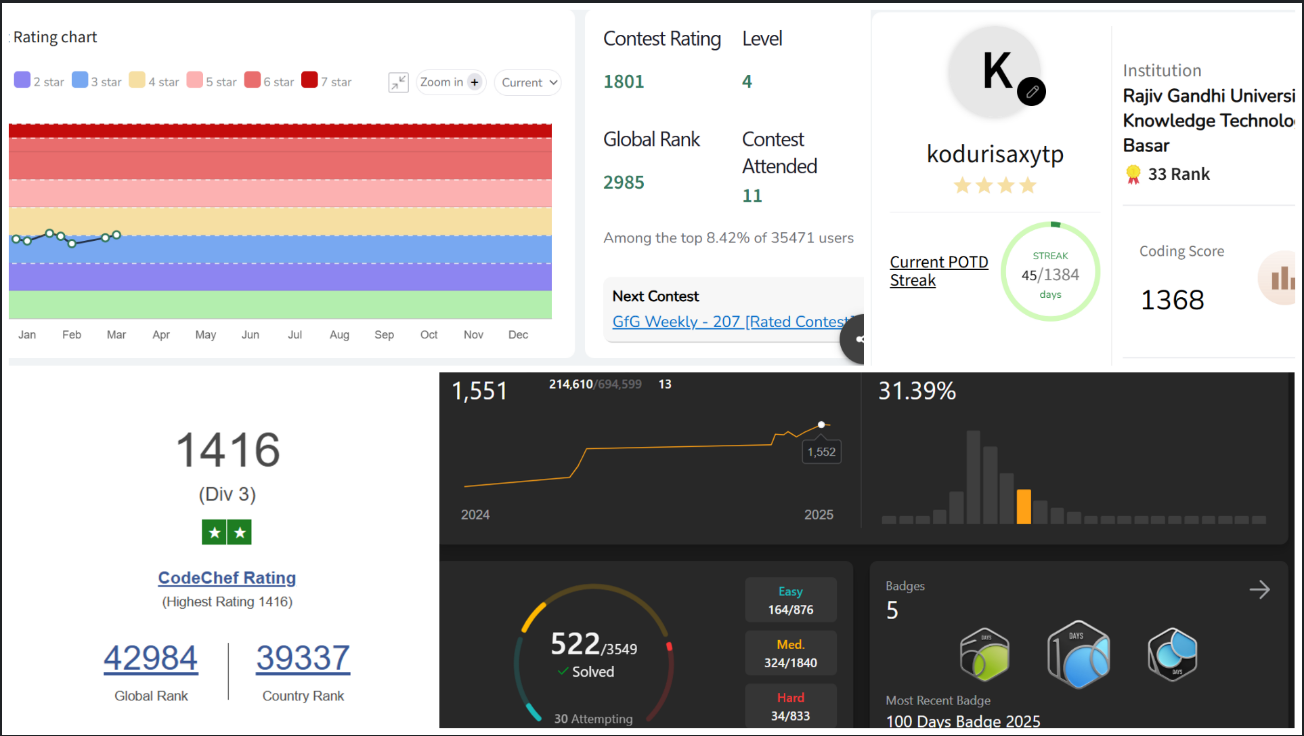 : Rating chart
2 star 3 star 4 star 5 star 6 star 7 star
Zoom in + Current
Jan Feb Mar Apr May Jun Jul Aug Sep Oct Nov Dec
Contest Rating Level
1801 4
Global Rank Contest Attended
2985 11
Among the top 8.42% of 35471 users
Next Contest
GfG Weekly - 207 [Rated Contest]
K
kodurisaxytp
Current POTD
Streak
STREAK
45/1384
days
Institution
Rajiv Gandhi Universi
Knowledge Technolo
Basar
33 Rank
Coding Score
1368
1416
(Div 3)
CodeChef Rating
(Highest Rating 1416)
42984 39337
Global Rank Country Rank
1,551 214,610/694,599 13
1,552
2024 2025
31.39%
522/3549
Solved
30 Attempting
Easy
164/876
Med.
324/1840
Hard
34/833
Badges
5
DAYS
DAYS
DAYS
Most Recent Badge
100 Days Badge 2025